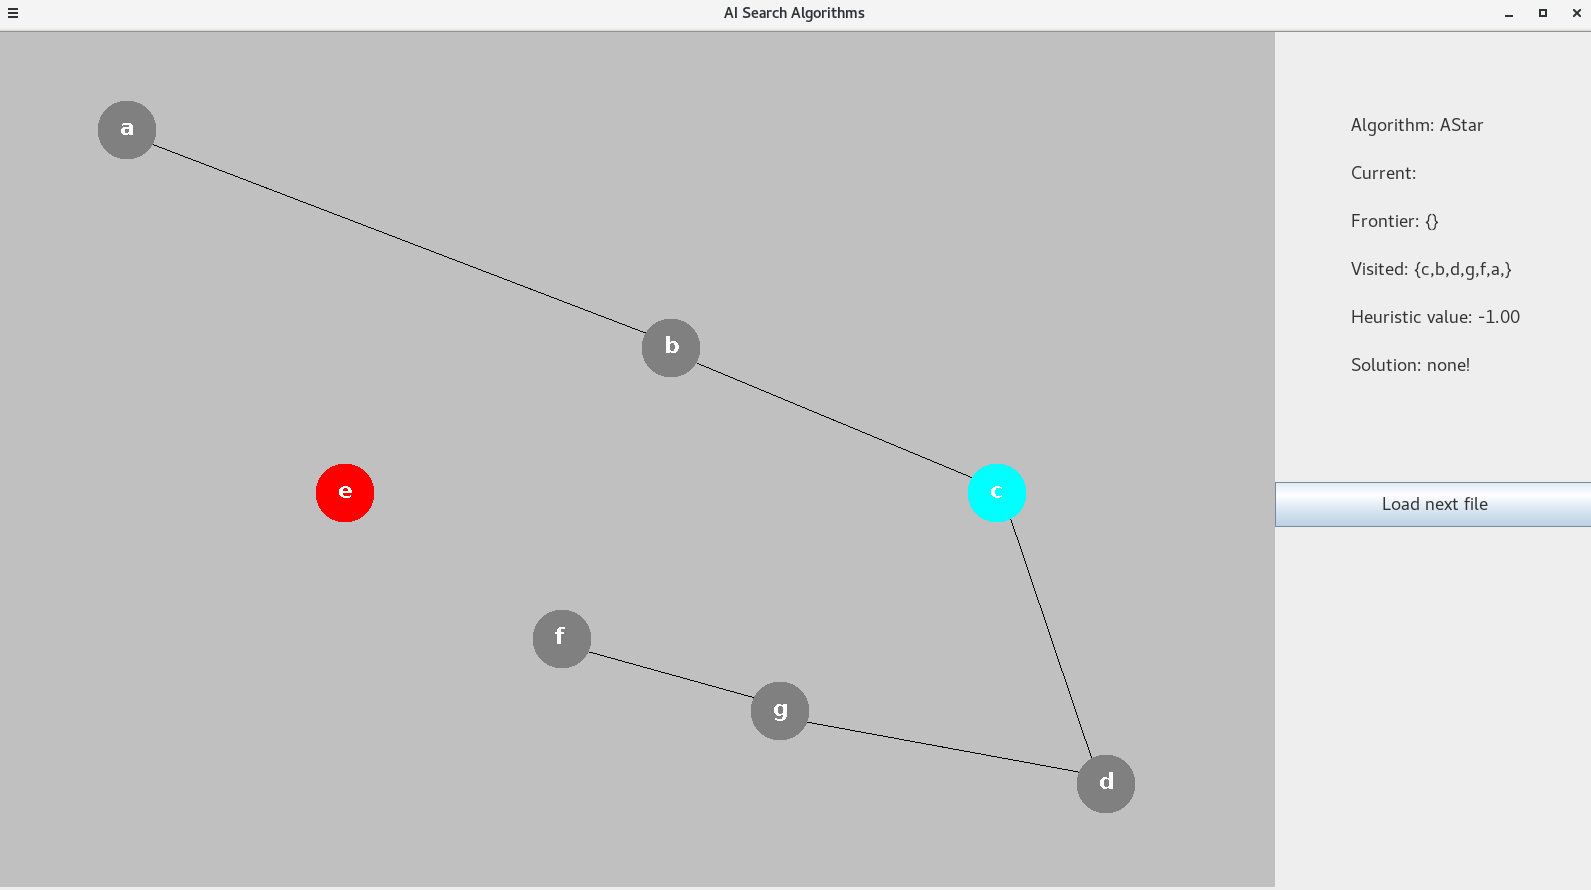 AI Search Algorithms
a
b
e
c
f
g
d
Algorithm: AStar
Current:
Frontier: {}
Visited: {c,b,d,g,f,a,}
Heuristic value: -1.00
Solution: none!
Load next file